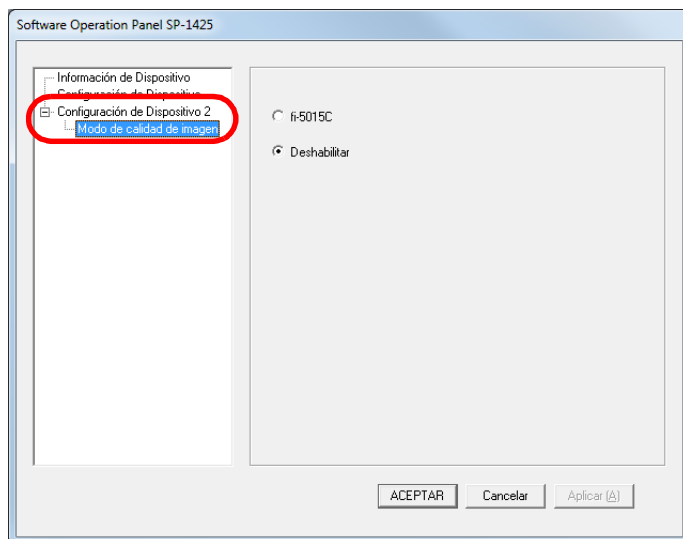 Software Operation Panel SP-1425
Información de Dispositivo
Configuración de Dispositivo
Configuración de Dispositivo 2
Modo de calidad de imagen
fi-5015C
Deshabilitar
ACEPTAR
Cancelar
Aplicar (A)